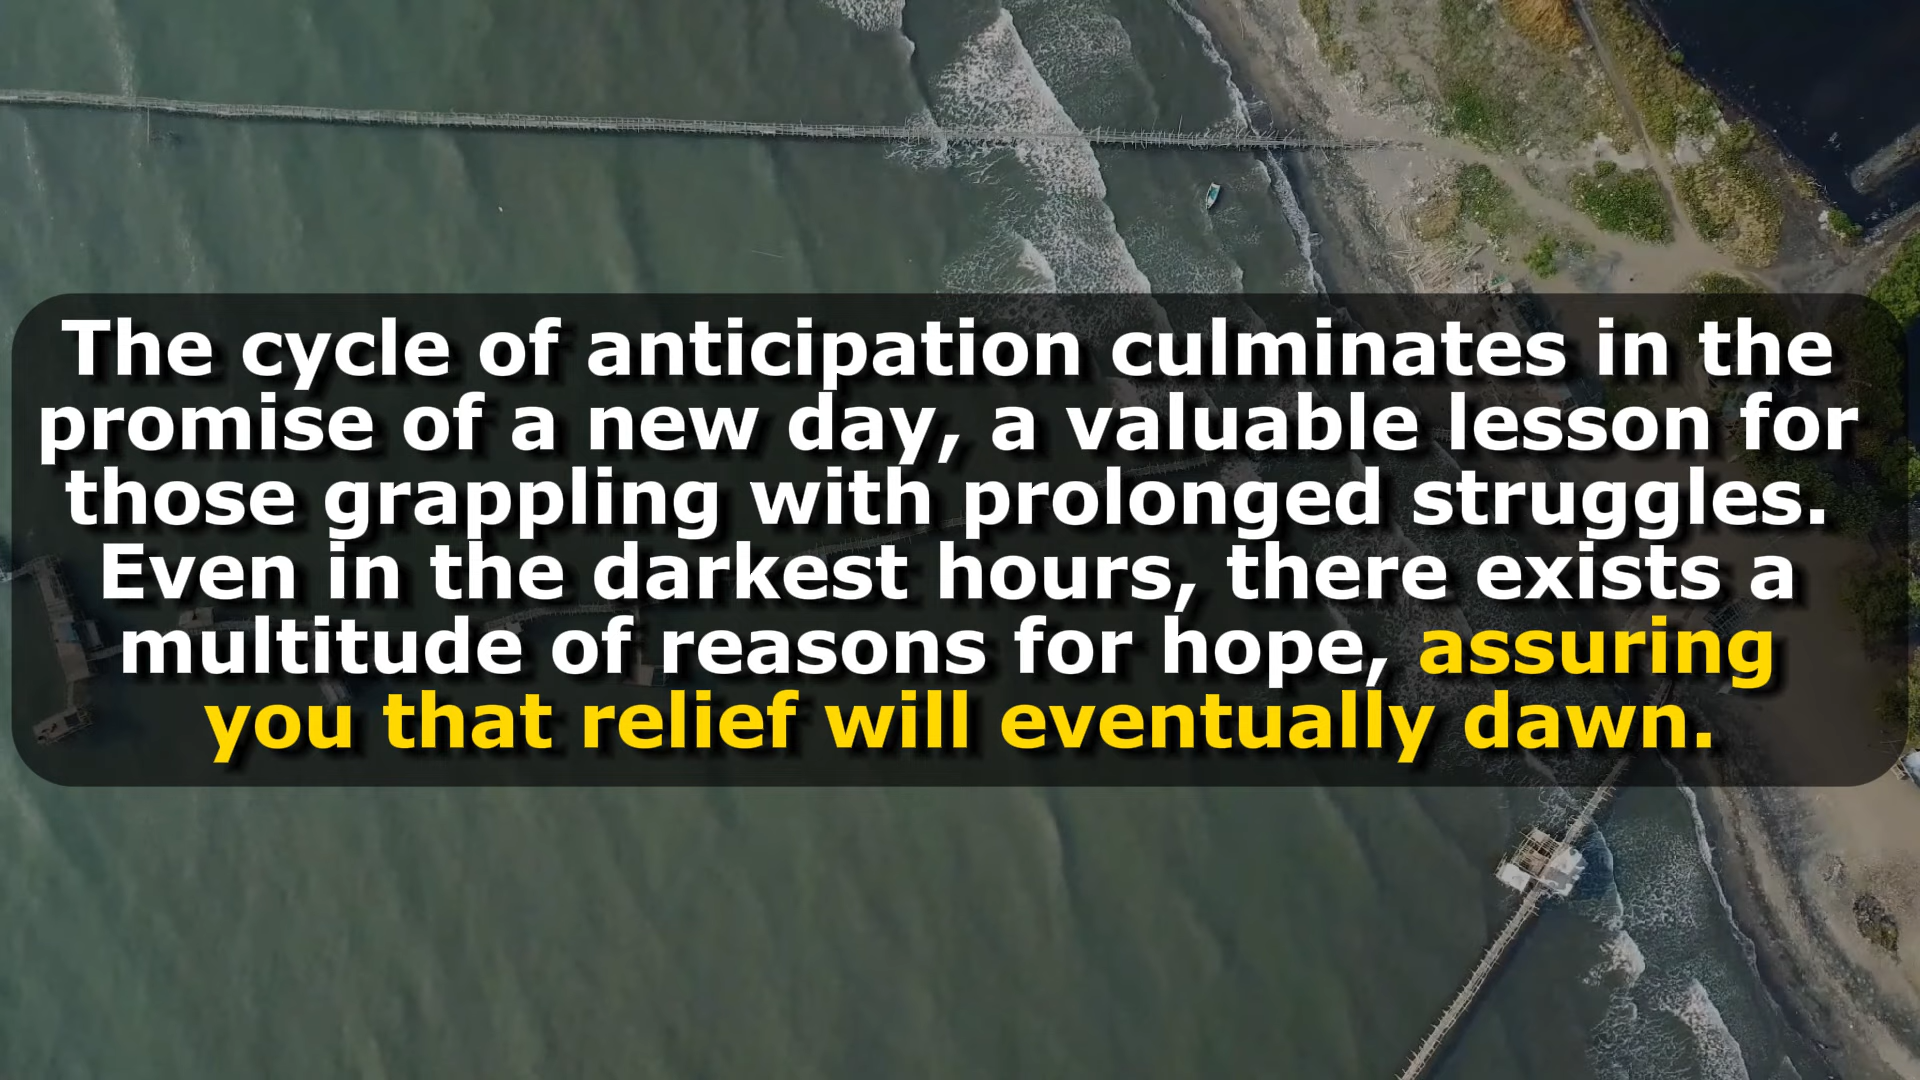 The cycle of anticipation culminates in the
promise of a new day, a valuable lesson for
those grappling with prolonged struggles.
Even in the darkest hours, there exists a
multitude of reasons for hope, assuring
you that relief will eventually dawn.